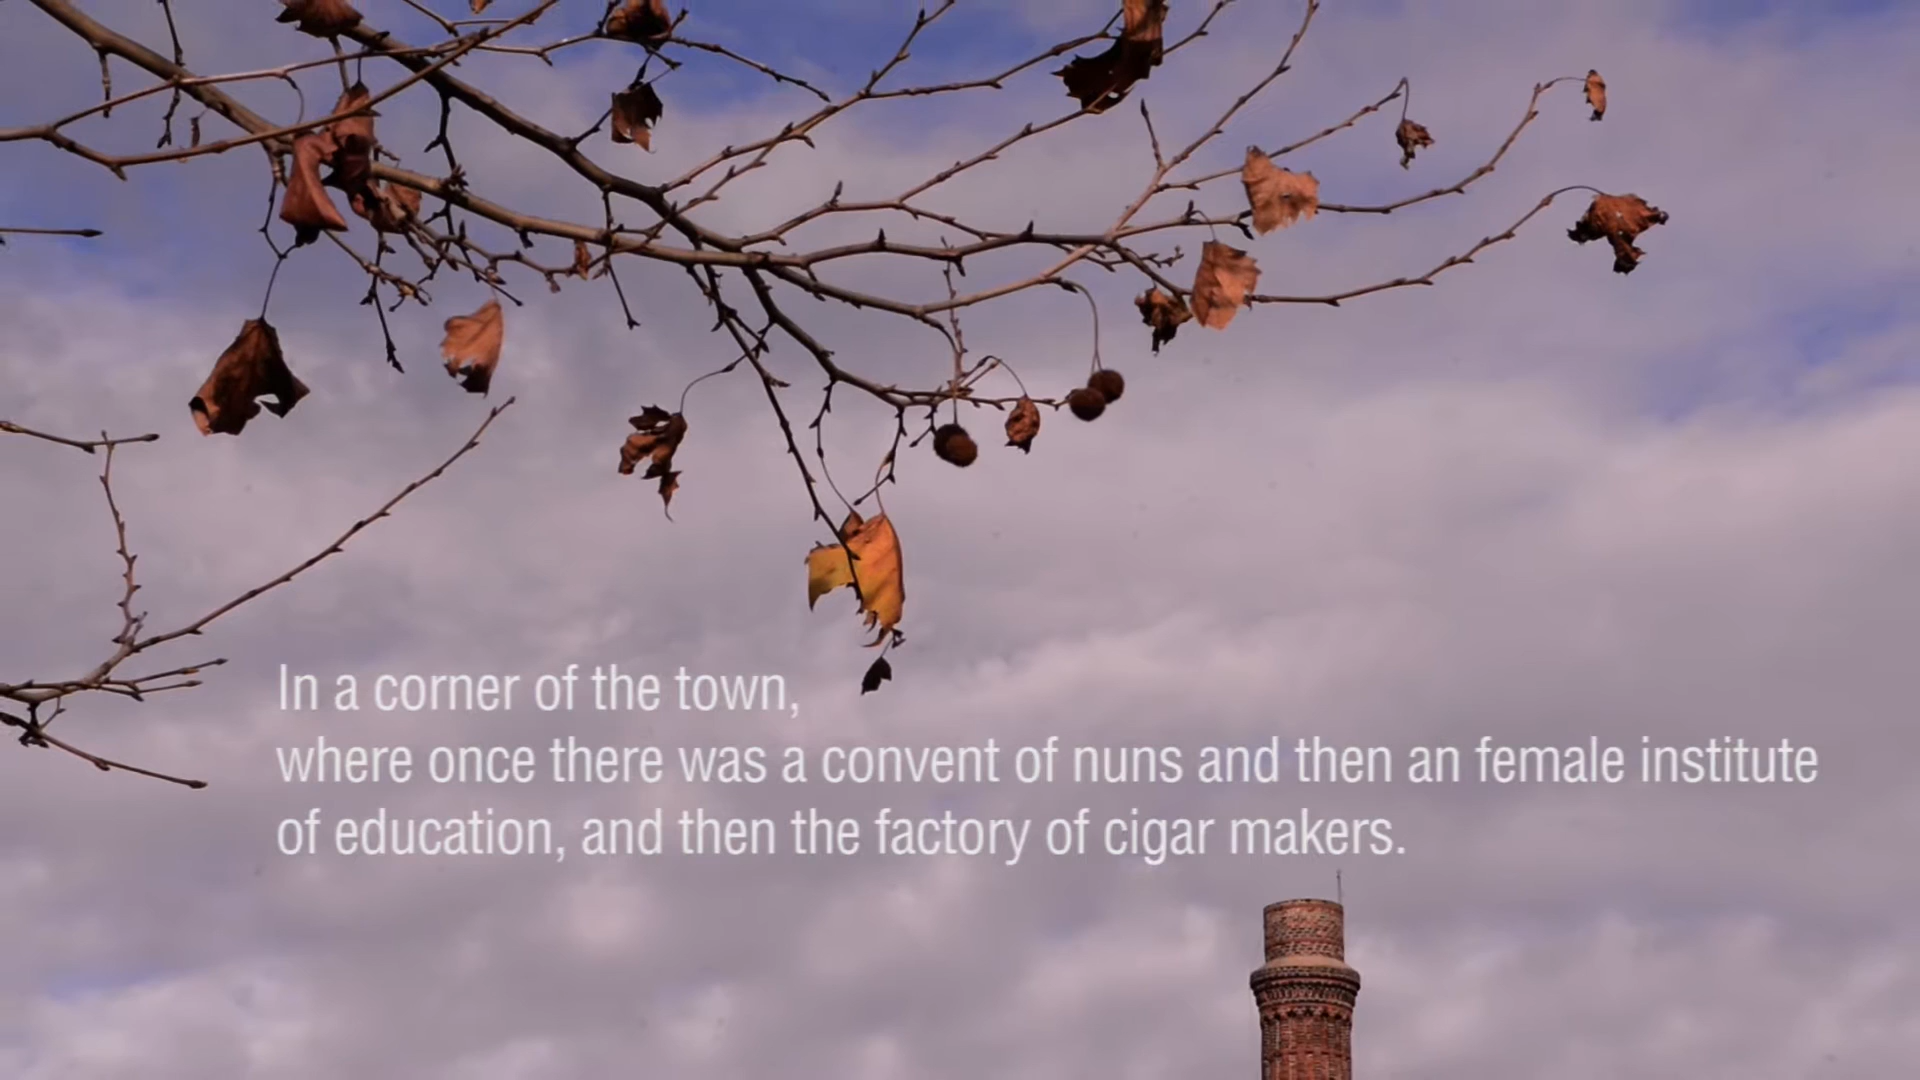 In a corner of the town,
where once there was a convent of nuns and then an female institute
of education, and then the factory of cigar makers.